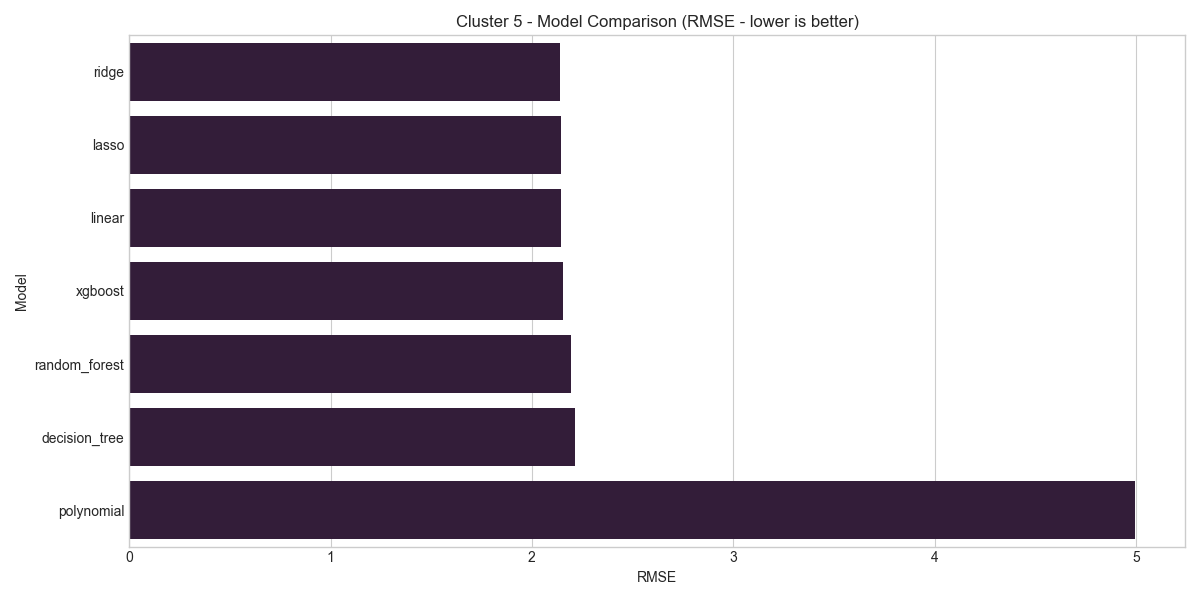 Cluster 5 - Model Comparison (RMSE - lower is better)
Model
ridge
lasso
linear
xgboost
random_forest
decision_tree
polynomial
0 1 2 3 4 5
RMSE